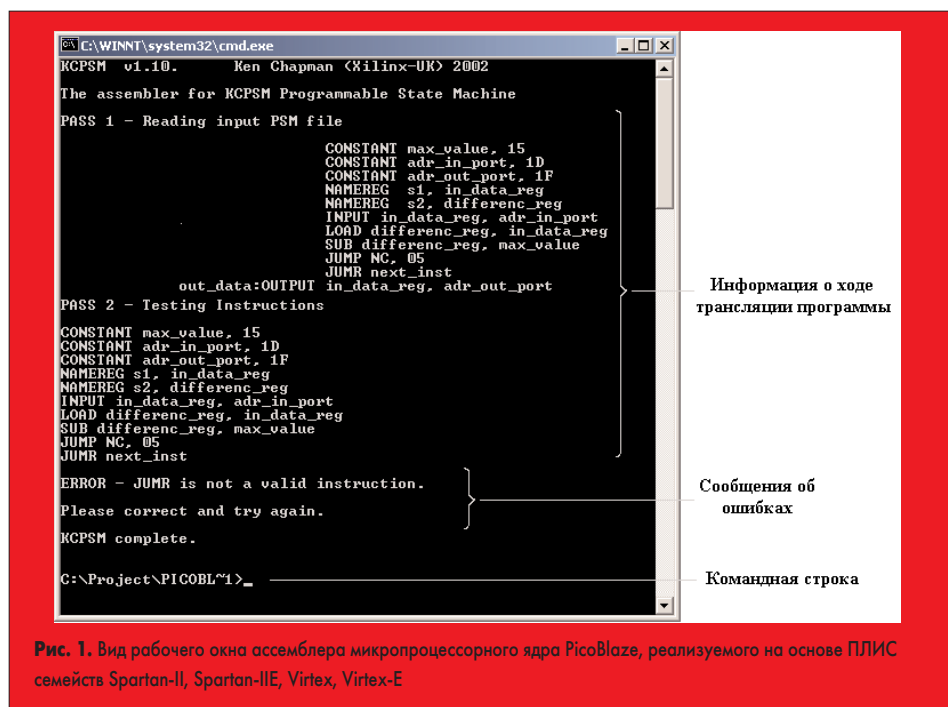 C:\WINNT\system32\cmd.exe
KCPSM v1.10. Ken Chapman (Xilinx-UK) 2002
The assembler for KCPSM Programmable State Machine
PASS 1 - Reading input PSM file
CONSTANT max_value, 15
CONSTANT adr_in_port, 1D
CONSTANT adr_out_port, 1F
NAMEREG s1, in_data_reg
NAMEREG s2, differenc_reg
INPUT in_data_reg, adr_in_port
LOAD differenc_reg, in_data_reg
SUB differenc_reg, max_value
JUMP NC, 05
JUMR next_inst
out_data:OUTPUT in_data_reg, adr_out_port
Информация о ходе
трансляции программы
PASS 2 - Testing Instructions
CONSTANT max_value, 15
CONSTANT adr_in_port, 1D
CONSTANT adr_out_port, 1F
NAMEREG s1, in_data_reg
NAMEREG s2, differenc_reg
INPUT in_data_reg, adr_in_port
LOAD differenc_reg, in_data_reg
SUB differenc_reg, max_value
JUMP NC, 05
JUMR next_inst
ERROR - JUMR is not a valid instruction.
Please correct and try again.
Сообщения об
ошибках
KCPSM complete.
C:\Project\PICOBL~1>_
Командная строка
Рис. 1. Вид рабочего окна ассемблера микропроцессорного ядра PicoBlaze, реализуемого на основе ПЛИС
семейств Spartan-II, Spartan-IIE, Virtex, Virtex-E